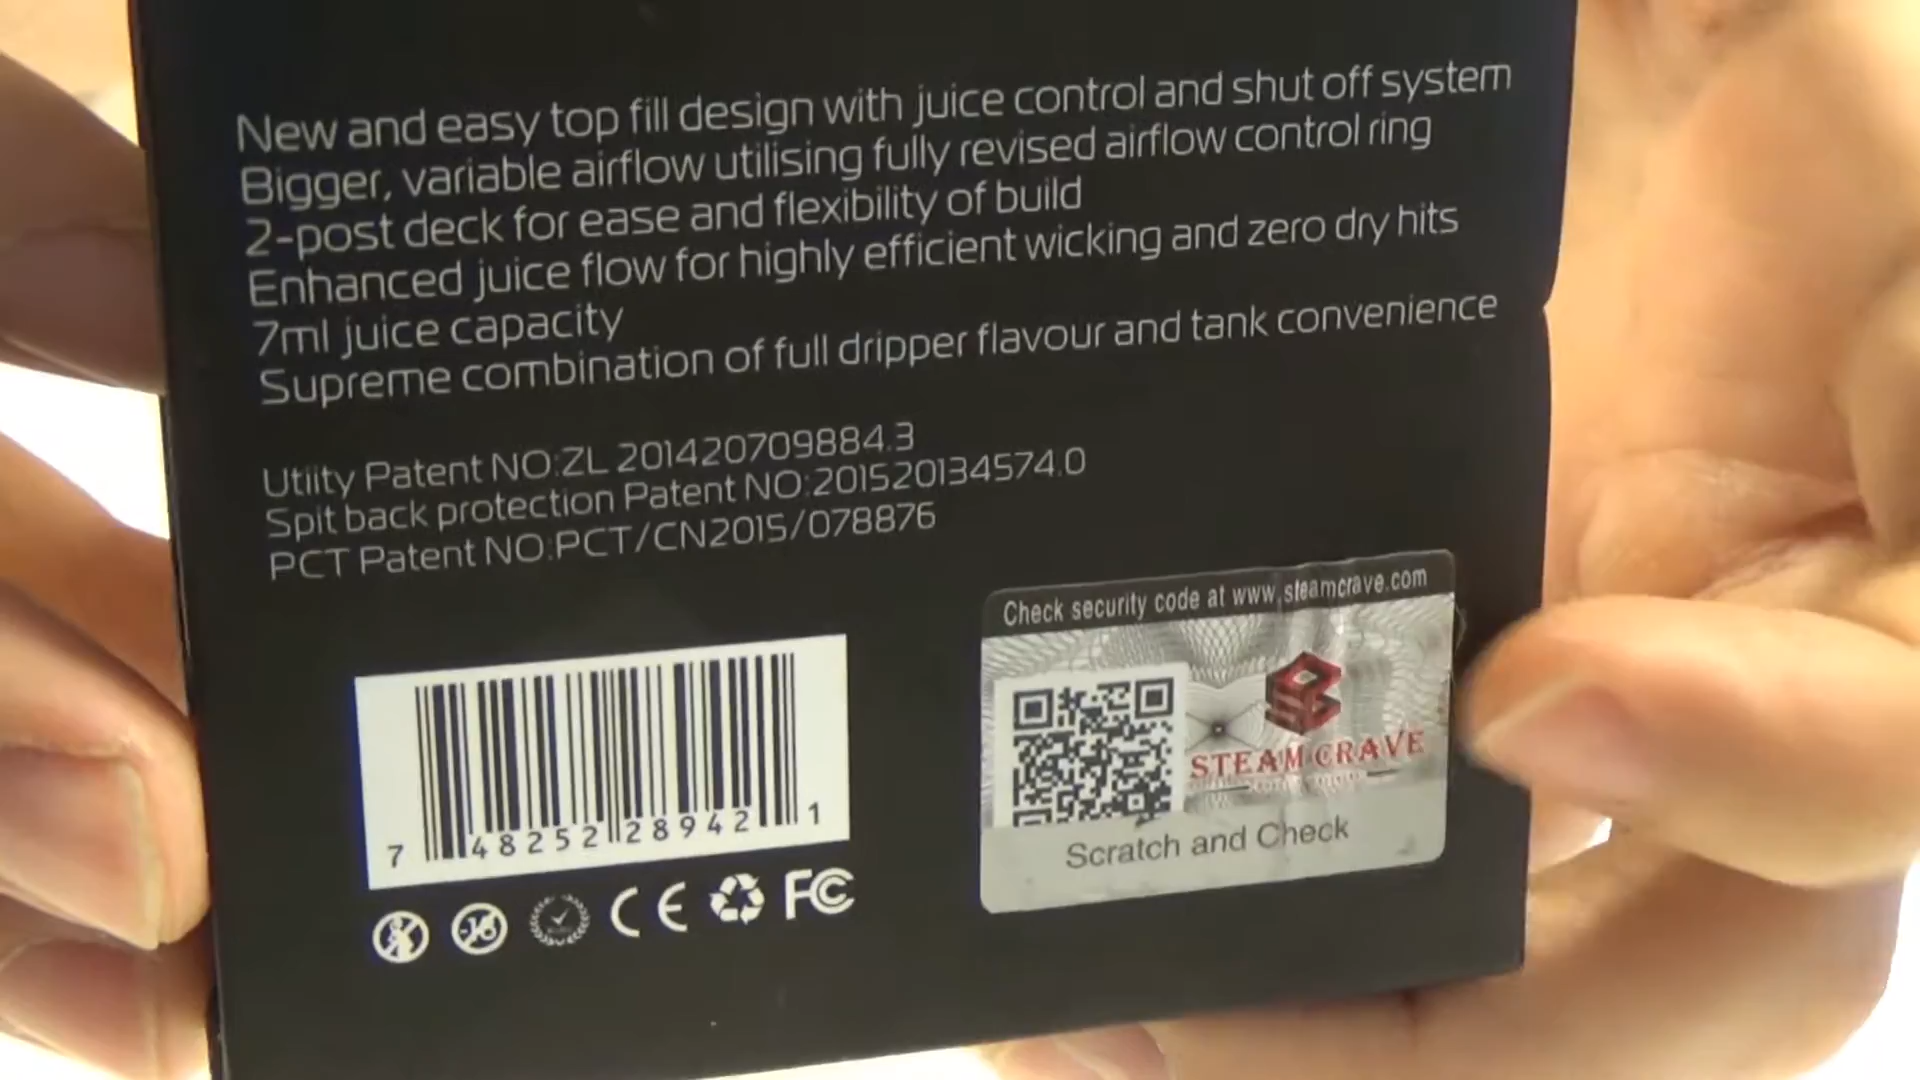 New and easy top fill design with juice control and shut off system
Bigger, variable airflow utilising fully revised airflow control ring
2-post deck for ease and flexibility of build
Enhanced juice flow for highly efficient wicking and zero dry hits
7ml juice capacity
Supreme combination of full dripper flavour and tank convenience
Utiity Patent NO:ZL 201420709884.3
Spit back protection Patent NO:201520134574.0
PCT Patent NO:PCT/CN2015/078876
Check security code at www.steamcrave.com
STEAM CRAVE
Scratch and Check
7 48252 28942 1
-18 CE FC